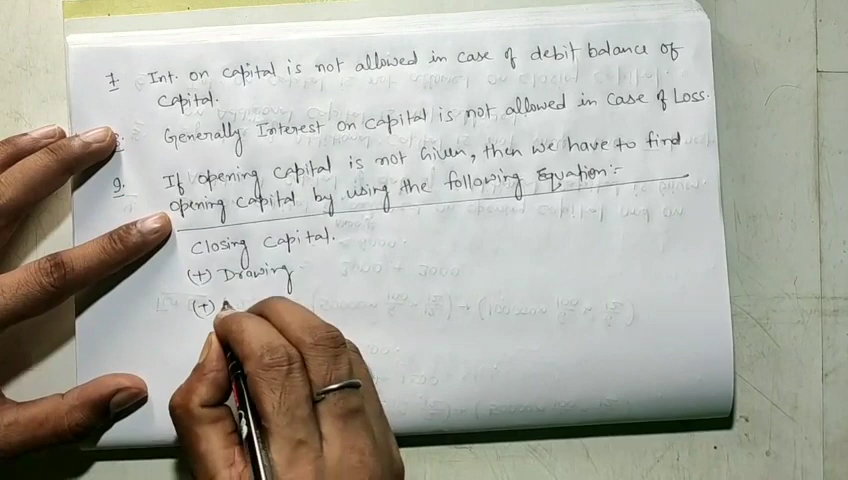 7 Int. on capital is not allowed in case of debit balance of
capital.
8. Generally Interest on capital is not allowed in case of Loss.
9. If opening capital is not Given, then we have to find
opening capital by using the following Equation:-
Closing Capital.
(+) Drawing
(+)